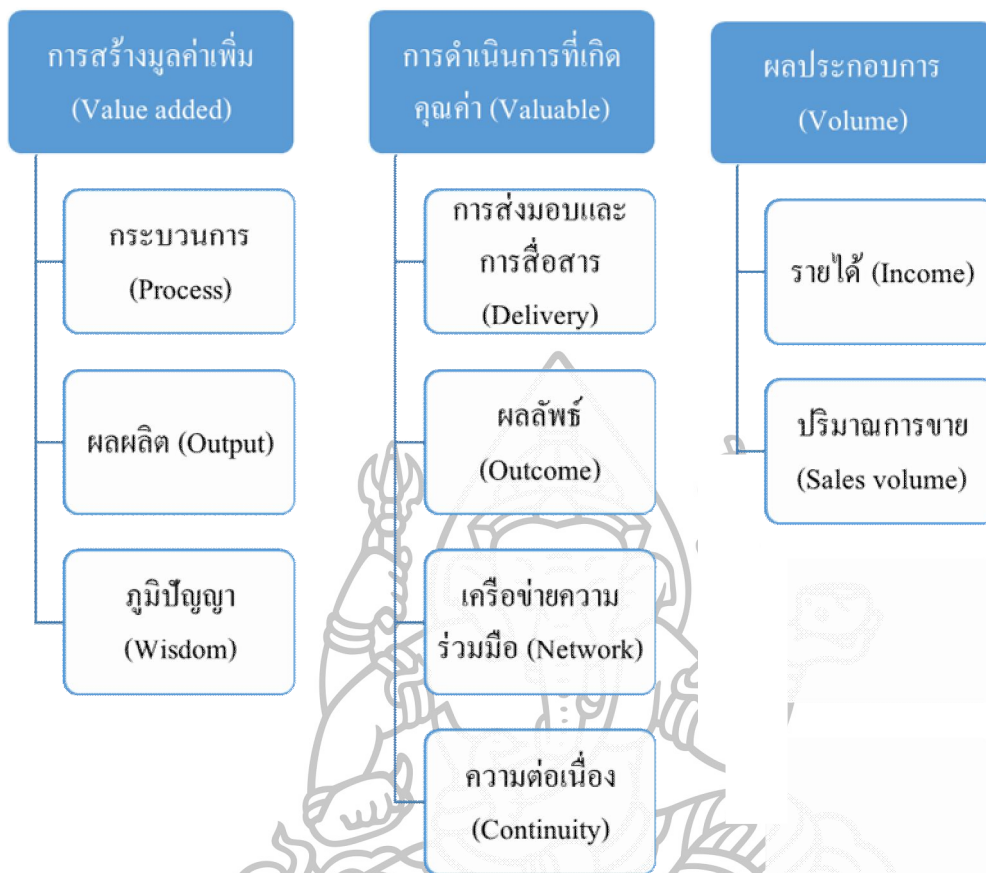 การสร้างมูลค่าเพิ่ม
(Value added)
กระบวนการ
(Process)
ผลผลิต (Output)
ภูมิปัญญา
(Wisdom)
การดำเนินการที่เกิด
คุณค่า (Valuable)
การส่งมอบและ
การสื่อสาร
(Delivery)
ผลลัพธ์
(Outcome)
เครือข่ายความ
ร่วมมือ (Network)
ความต่อเนื่อง
(Continuity)
ผลประกอบการ
(Volume)
รายได้ (Income)
ปริมาณการขาย
(Sales volume)